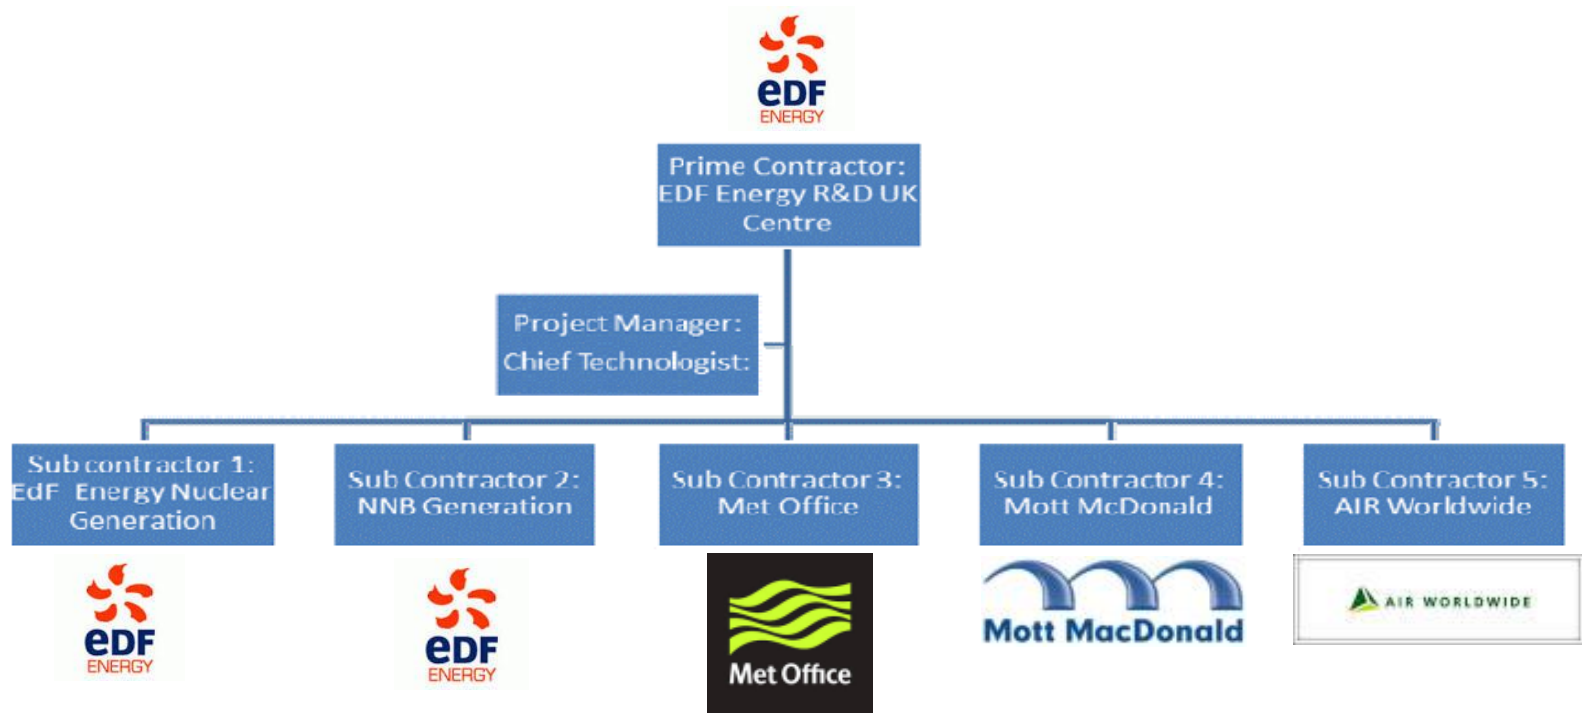 eDF
ENERGY
Prime Contractor:
EDF Energy R&D UK
Centre
Project Manager:
Chief Technologist:
Sub contractor 1:
EdF Energy Nuclear
Generation
Sub Contractor 2:
NNB Generation
Sub Contractor 3:
Met Office
Sub Contractor 4:
Mott McDonald
Sub Contractor 5:
AIR Worldwide
eDF
ENERGY
eDF
ENERGY
Met Office
Mott MacDonald
AIR WORLDWIDE